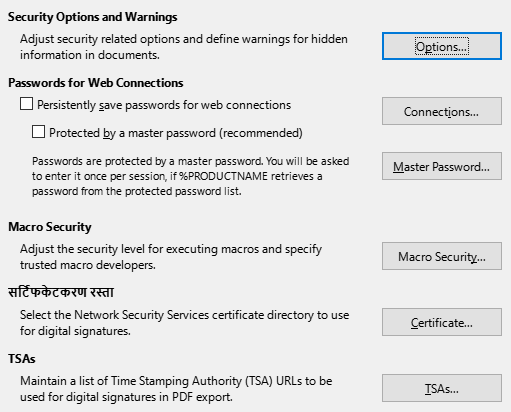 Security Options and Warnings
Adjust security related options and define warnings for hidden
information in documents.
Options...
Passwords for Web Connections
Persistently save passwords for web connections
Connections...
Protected by a master password (recommended)
Passwords are protected by a master password. You will be asked
to enter it once per session, if %PRODUCTNAME retrieves a
password from the protected password list.
Master Password...
Macro Security
Adjust the security level for executing macros and specify
trusted macro developers.
Macro Security...
सर्टिफकेटकरण रस्ता
Select the Network Security Services certificate directory to use
for digital signatures.
Certificate...
TSAs
Maintain a list of Time Stamping Authority (TSA) URLs to be
used for digital signatures in PDF export.
TSAs...